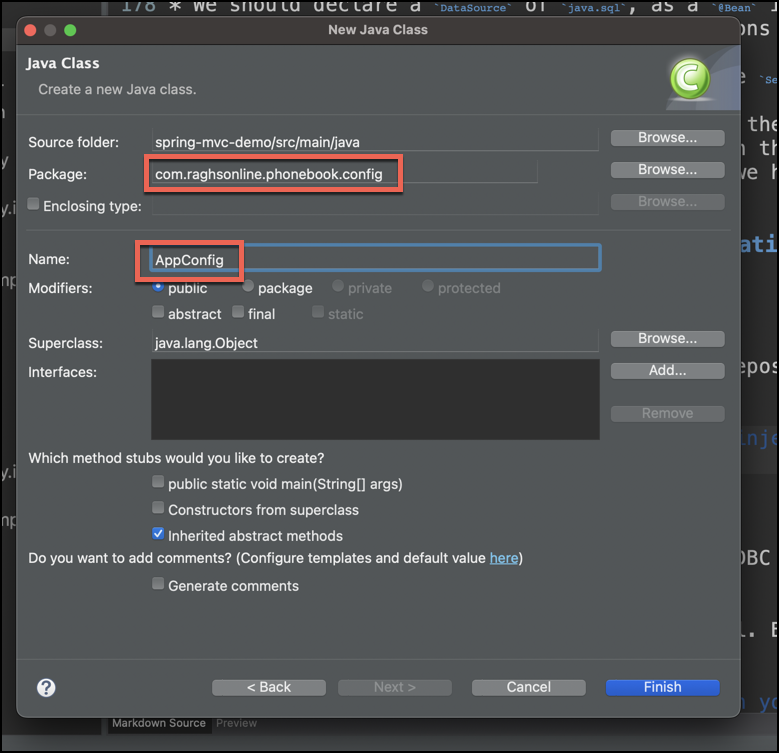 178 * We should declare a `DataSource` of `java.sql`, as a `@Bean`
New Java Class
Java Class
Create a new Java class.
Source folder: spring-mvc-demo/src/main/java Browse...
Package: com.raghsonline.phonebook.config Browse...
Enclosing type: Browse...
Name: AppConfig
Modifiers: public package private protected
abstract final static
Superclass: java.lang.Object Browse...
Interfaces: Add...
Remove
Which method stubs would you like to create?
public static void main(String[] args)
Constructors from superclass
Inherited abstract methods
Do you want to add comments? (Configure templates and default value here)
Generate comments
? < Back Next > Cancel Finish
Markdown Source Preview